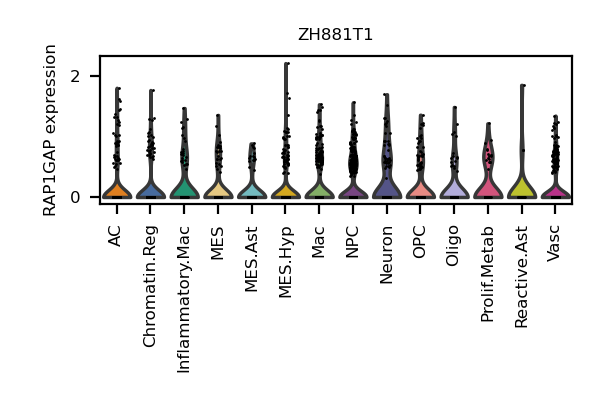 ZH881T1
RAP1GAP expression
2
0
AC
Chromatin.Reg
Inflammatory.Mac
MES
MES.Ast
MES.Hyp
Mac
NPC
Neuron
OPC
Oligo
Prolif.Metab
Reactive.Ast
Vasc